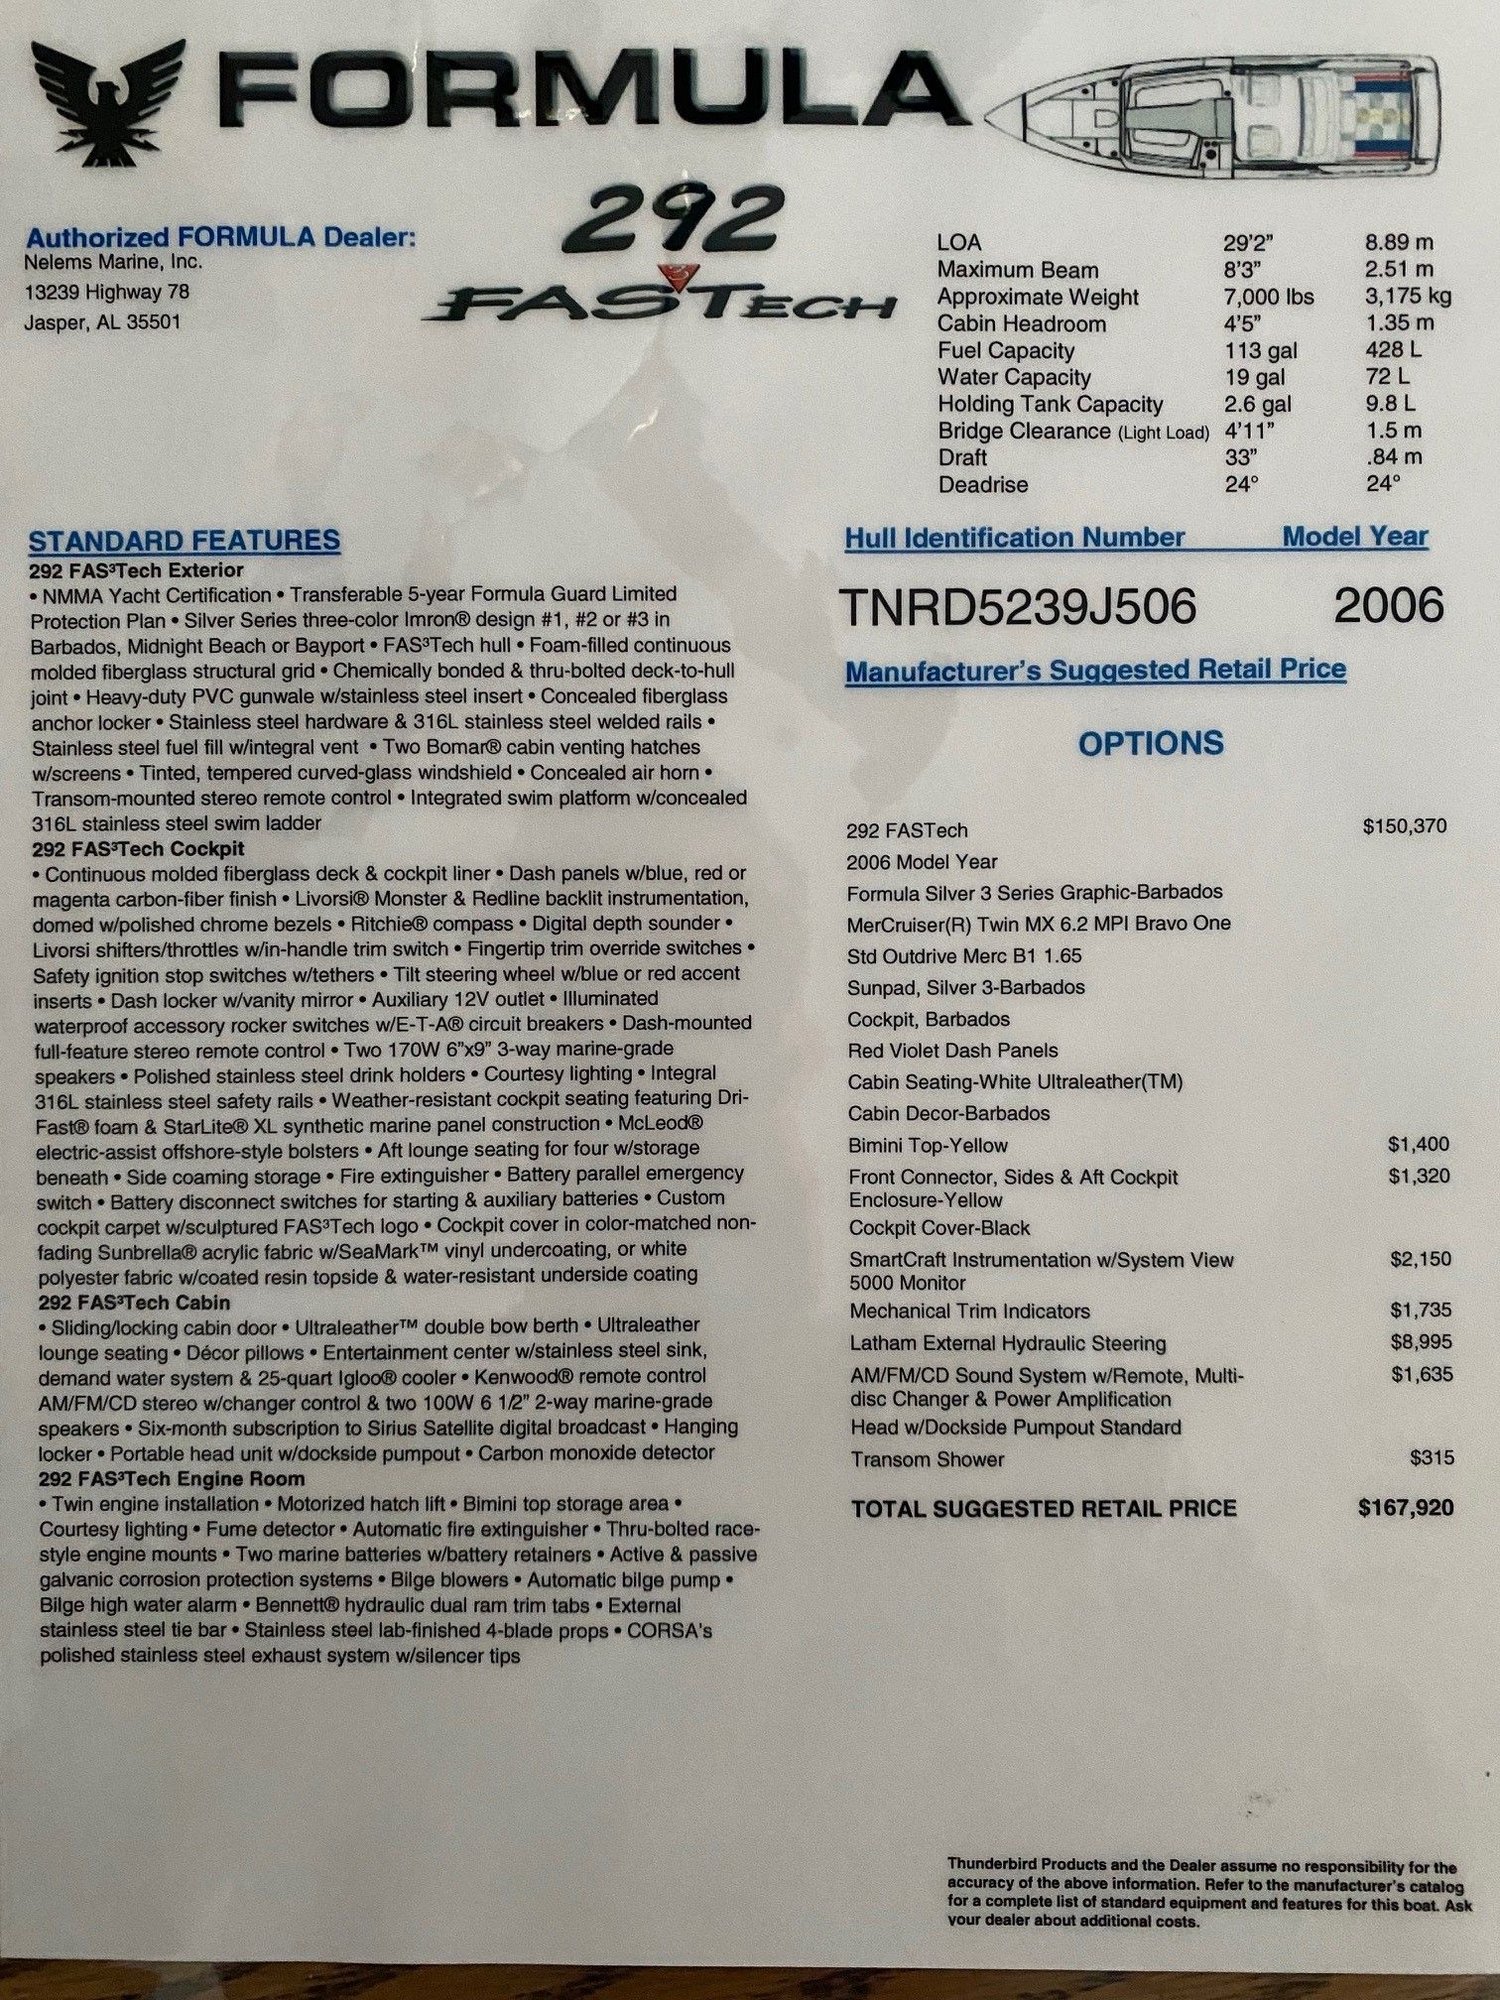 FORMULA
292
FASTECH
Authorized FORMULA Dealer:
Nelems Marine, Inc.
13239 Highway 78
Jasper, AL 35501
LOA 29'2" 8.89 m
Maximum Beam 8'3" 2.51 m
Approximate Weight 7,000 lbs 3,175 kg
Cabin Headroom 4'5" 1.35 m
Fuel Capacity 113 gal 428 L
Water Capacity 19 gal 72 L
Holding Tank Capacity 2.6 gal 9.8 L
Bridge Clearance (Light Load) 4'11" 1.5 m
Draft 33" .84 m
Deadrise 24° 24°
STANDARD FEATURES
292 FAS³Tech Exterior
• NMMA Yacht Certification • Transferable 5-year Formula Guard Limited
Protection Plan • Silver Series three-color Imron® design #1, #2 or #3 in
Barbados, Midnight Beach or Bayport • FAS³Tech hull • Foam-filled continuous
molded fiberglass structural grid • Chemically bonded & thru-bolted deck-to-hull
joint • Heavy-duty PVC gunwale w/stainless steel insert • Concealed fiberglass
anchor locker • Stainless steel hardware & 316L stainless steel welded rails •
Stainless steel fuel fill w/integral vent • Two Bomar® cabin venting hatches
w/screens • Tinted, tempered curved-glass windshield • Concealed air horn •
Transom-mounted stereo remote control • Integrated swim platform w/concealed
316L stainless steel swim ladder
292 FAS³Tech Cockpit
• Continuous molded fiberglass deck & cockpit liner • Dash panels w/blue, red or
magenta carbon-fiber finish • Livorsi® Monster & Redline backlit instrumentation,
domed w/polished chrome bezels • Ritchie® compass • Digital depth sounder •
Livorsi shifters/throttles w/in-handle trim switch • Fingertip trim override switches •
Safety ignition stop switches w/tethers • Tilt steering wheel w/blue or red accent
inserts • Dash locker w/vanity mirror • Auxiliary 12V outlet • Illuminated
waterproof accessory rocker switches w/E-T-A® circuit breakers • Dash-mounted
full-feature stereo remote control • Two 170W 6"x9" 3-way marine-grade
speakers • Polished stainless steel drink holders • Courtesy lighting • Integral
316L stainless steel safety rails • Weather-resistant cockpit seating featuring Dri-
Fast® foam & StarLite® XL synthetic marine panel construction • McLeod®
electric-assist offshore-style bolsters • Aft lounge seating for four w/storage
beneath • Side coaming storage • Fire extinguisher • Battery parallel emergency
switch • Battery disconnect switches for starting & auxiliary batteries • Custom
cockpit carpet w/sculptured FAS³Tech logo • Cockpit cover in color-matched non-
fading Sunbrella® acrylic fabric w/SeaMark™ vinyl undercoating, or white
polyester fabric w/coated resin topside & water-resistant underside coating
292 FAS³Tech Cabin
• Sliding/locking cabin door • Ultraleather™ double bow berth • Ultraleather
lounge seating • Décor pillows • Entertainment center w/stainless steel sink,
demand water system & 25-quart Igloo® cooler • Kenwood® remote control
AM/FM/CD stereo w/changer control & two 100W 6 1/2" 2-way marine-grade
speakers • Six-month subscription to Sirius Satellite digital broadcast • Hanging
locker • Portable head unit w/dockside pumpout • Carbon monoxide detector
292 FAS³Tech Engine Room
• Twin engine installation • Motorized hatch lift • Bimini top storage area •
Courtesy lighting • Fume detector • Automatic fire extinguisher • Thru-bolted race-
style engine mounts • Two marine batteries w/battery retainers • Active & passive
galvanic corrosion protection systems • Bilge blowers • Automatic bilge pump •
Bilge high water alarm • Bennett® hydraulic dual ram trim tabs • External
stainless steel tie bar • Stainless steel lab-finished 4-blade props • CORSA's
polished stainless steel exhaust system w/silencer tips
Hull Identification Number Model Year
TNRD5239J506 2006
Manufacturer's Suggested Retail Price
OPTIONS
292 FASTech $150,370
2006 Model Year
Formula Silver 3 Series Graphic-Barbados
MerCruiser(R) Twin MX 6.2 MPI Bravo One
Std Outdrive Merc B1 1.65
Sunpad, Silver 3-Barbados
Cockpit, Barbados
Red Violet Dash Panels
Cabin Seating-White Ultraleather(TM)
Cabin Decor-Barbados
Bimini Top-Yellow $1,400
Front Connector, Sides & Aft Cockpit $1,320
Enclosure-Yellow
Cockpit Cover-Black
SmartCraft Instrumentation w/System View $2,150
5000 Monitor
Mechanical Trim Indicators $1,735
Latham External Hydraulic Steering $8,995
AM/FM/CD Sound System w/Remote, Multi- $1,635
disc Changer & Power Amplification
Head w/Dockside Pumpout Standard
Transom Shower $315
TOTAL SUGGESTED RETAIL PRICE $167,920
Thunderbird Products and the Dealer assume no responsibility for the
accuracy of the above information. Refer to the manufacturer's catalog
for a complete list of standard equipment and features for this boat. Ask
your dealer about additional costs.